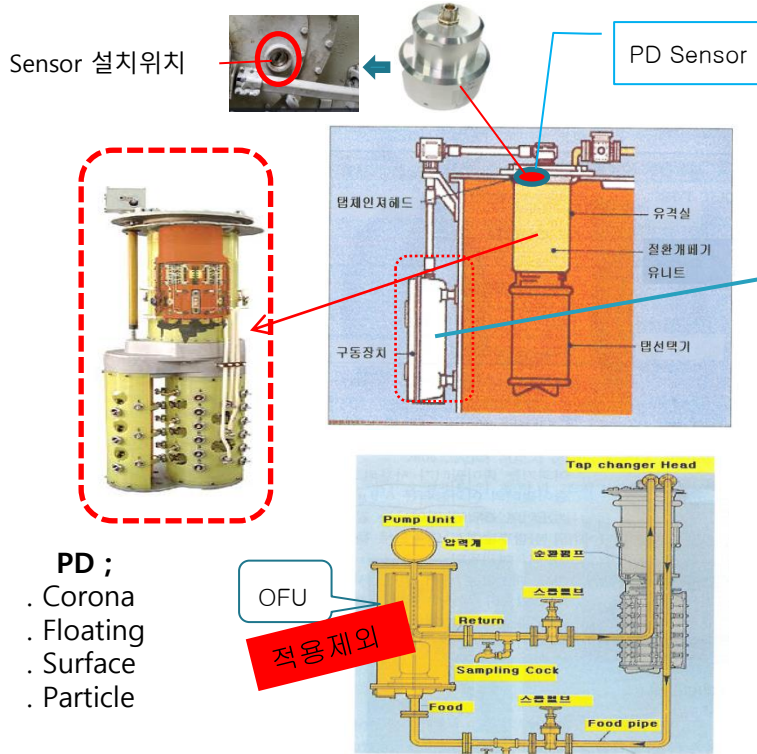 Sensor 설치위치
PD Sensor
탭체인져헤드
유격실
절환개폐기
유니트
구동장치
탭선택기
Tap changer Head
Pump Unit
압력계
순환펌프
스톱밸브
Return
Sampling Cock
Food
스톱밸브
Food pipe
PD ;
. Corona
. Floating
. Surface
. Particle
OFU
적용제외